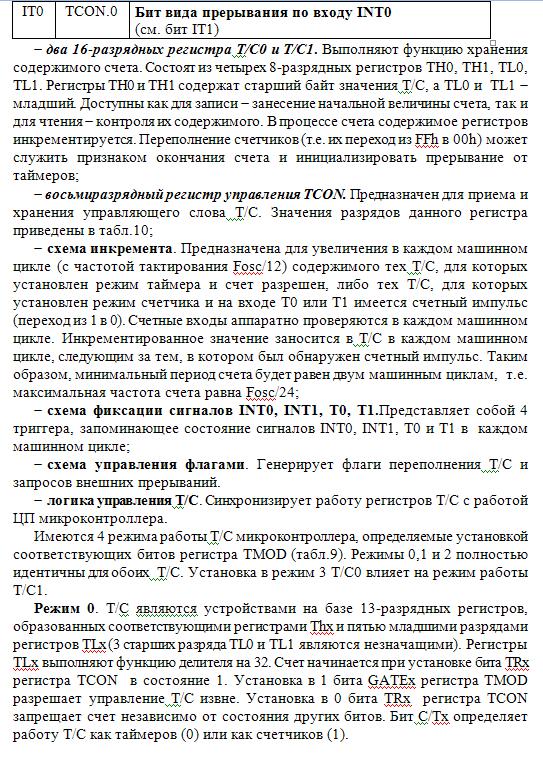 IT0 TCON.0 Бит вида прерывания по входу INT0
(см. бит IT1)
– два 16-разрядных регистра Т/С0 и Т/С1. Выполняют функцию хранения
содержимого счета. Состоят из четырех 8-разрядных регистров TH0, TH1, TL0,
TL1. Регистры TH0 и TH1 содержат старший байт значения Т/С, а TL0 и TL1 –
младший. Доступны как для записи – занесение начальной величины счета, так и
для чтения – контроля их содержимого. В процессе счета содержимое регистров
инкрементируется. Переполнение счетчиков (т.е. их переход из FFh в 00h) может
служить признаком окончания счета и инициализировать прерывание от
таймеров;
– восьмиразрядный регистр управления TCON. Предназначен для приема и
хранения управляющего слова Т/С. Значения разрядов данного регистра
приведены в табл.10;
– схема инкремента. Предназначена для увеличения в каждом машинном
цикле (с частотой тактирования Fosc/12) содержимого тех Т/С, для которых
установлен режим таймера и счет разрешен, либо тех Т/С, для которых
установлен режим счетчика и на входе Т0 или Т1 имеется счетный импульс
(переход из 1 в 0). Счетные входы аппаратно проверяются в каждом машинном
цикле. Инкрементированное значение заносится в Т/С в каждом машинном
цикле, следующим за тем, в котором был обнаружен счетный импульс. Таким
образом, минимальный период счета будет равен двум машинным циклам, т.е.
максимальная частота счета равна Fosc/24;
– схема фиксации сигналов INT0, INT1, T0, T1.Представляет собой 4
триггера, запоминающее состояние сигналов INT0, INT1, T0 и T1 в каждом
машинном цикле;
– схема управления флагами. Генерирует флаги переполнения Т/С и
запросов внешних прерываний.
– логика управления Т/С. Синхронизирует работу регистров Т/С с работой
ЦП микроконтроллера.
Имеются 4 режима работы Т/С микроконтроллера, определяемые установкой
соответствующих битов регистра TMOD (табл.9). Режимы 0,1 и 2 полностью
идентичны для обоих Т/С. Установка в режим 3 Т/С0 влияет на режим работы
Т/С1.
Режим 0. Т/С являются устройствами на базе 13-разрядных регистров,
образованных соответствующими регистрами Thx и пятью младшими разрядами
регистров TLx (3 старших разряда TL0 и TL1 являются незначащими). Регистры
TLx выполняют функцию делителя на 32. Счет начинается при установке бита TRx
регистра TCON в состояние 1. Установка в 1 бита GATEx регистра TMOD
разрешает управление Т/С извне. Установка в 0 бита TRx регистра TCON
запрещает счет независимо от состояния других битов. Бит C/Tx определяет
работу Т/С как таймеров (0) или как счетчиков (1).